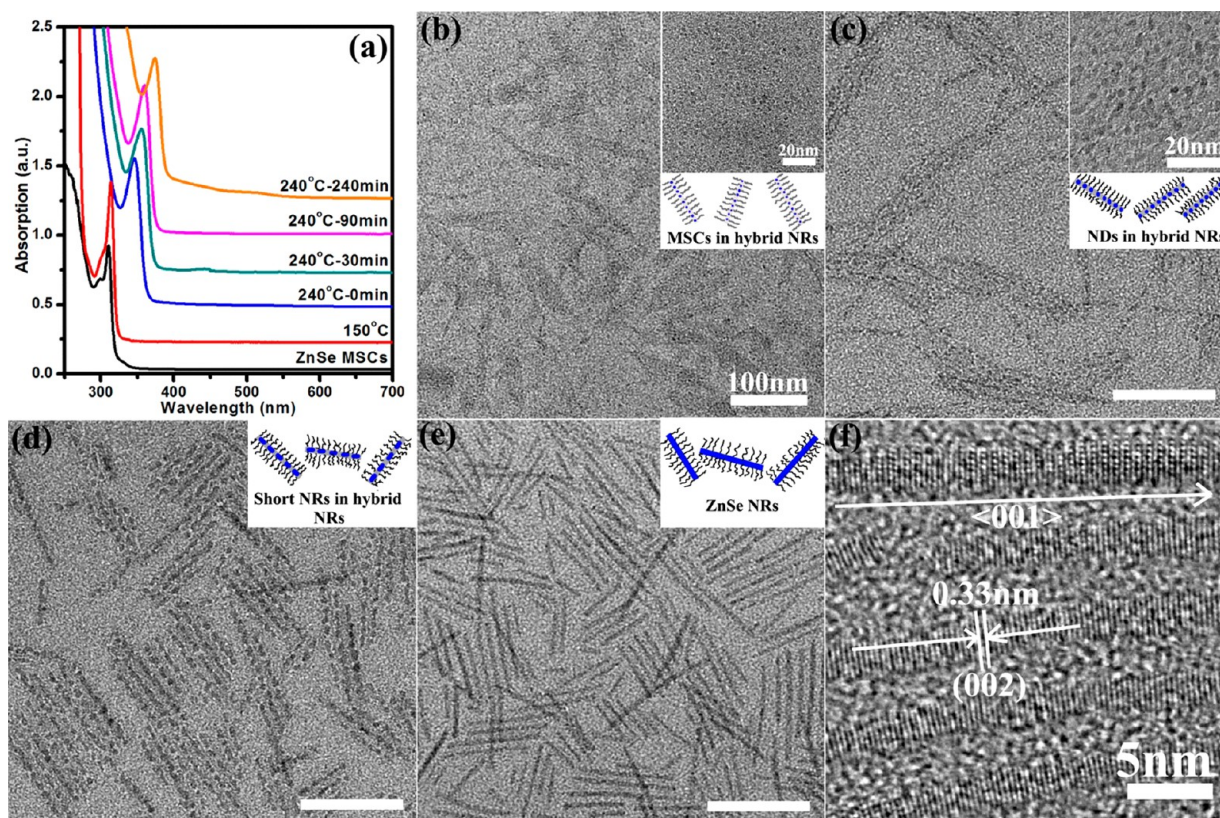 (a)
Absorption (a.u.)
2.5
2.0
1.5
1.0
0.5
0.0
240°C-240min
240°C-90min
240°C-30min
240°C-0min
150°C
ZnSe MSCs
300
400
500
600
700
Wavelength (nm)
(b)
20nm
MSCs in hybrid NRs
100nm
(c)
20nm
NDs in hybrid NRs
(d)
Short NRs in hybrid
NRs
(e)
ZnSe NRs
(f)
<001>
0.33nm
(002)
5nm